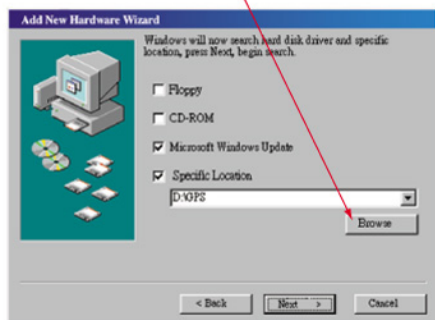 Add New Hardware Wizard
Windows will now search hard disk driver and specific
location, press Next, begin search.
Floppy
CD-ROM
Microsoft Windows Update
Specific Location
D:\GPS
Browse
< Back
Next >
Cancel